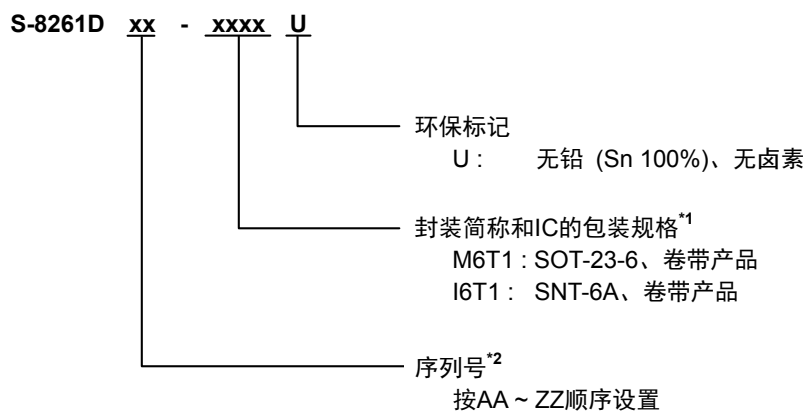 S-8261D xx - xxxx U
环保标记
U : 无铅 (Sn 100%)、无卤素
封装简称和IC的包装规格*1
M6T1 : SOT-23-6、卷带产品
I6T1 : SNT-6A、卷带产品
序列号*2
按AA ~ ZZ顺序设置